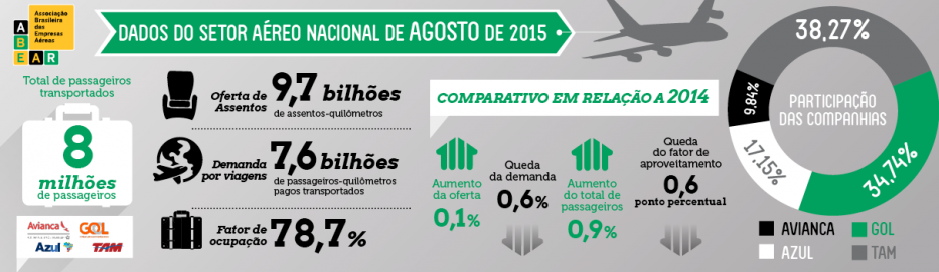 Associação
Brasileira
das
Empresas
Aéreas
A
B
E A R
DADOS DO SETOR AÉREO NACIONAL DE AGOSTO DE 2015
Total de passageiros
transportados
8
milhões
de passageiros
Avianca
GOL
Azul
TAM
Oferta de
Assentos
9,7 bilhões
de assentos-quilômetros
Demanda
por viagens
7,6 bilhões
de passageiros-quilômetros
pagos transportados
Fator de
ocupação
78,7%
COMPARATIVO EM RELAÇÃO A 2014
Aumento
da oferta
0,1%
Queda
da demanda
0,6%
Aumento
do total de
passageiros
0,9%
Queda
do fator de
aproveitamento
0,6
ponto percentual
38,27%
9,84%
17,15%
34,74%
PARTICIPAÇÃO
DAS COMPANHIAS
AVIANCA
GOL
AZUL
TAM